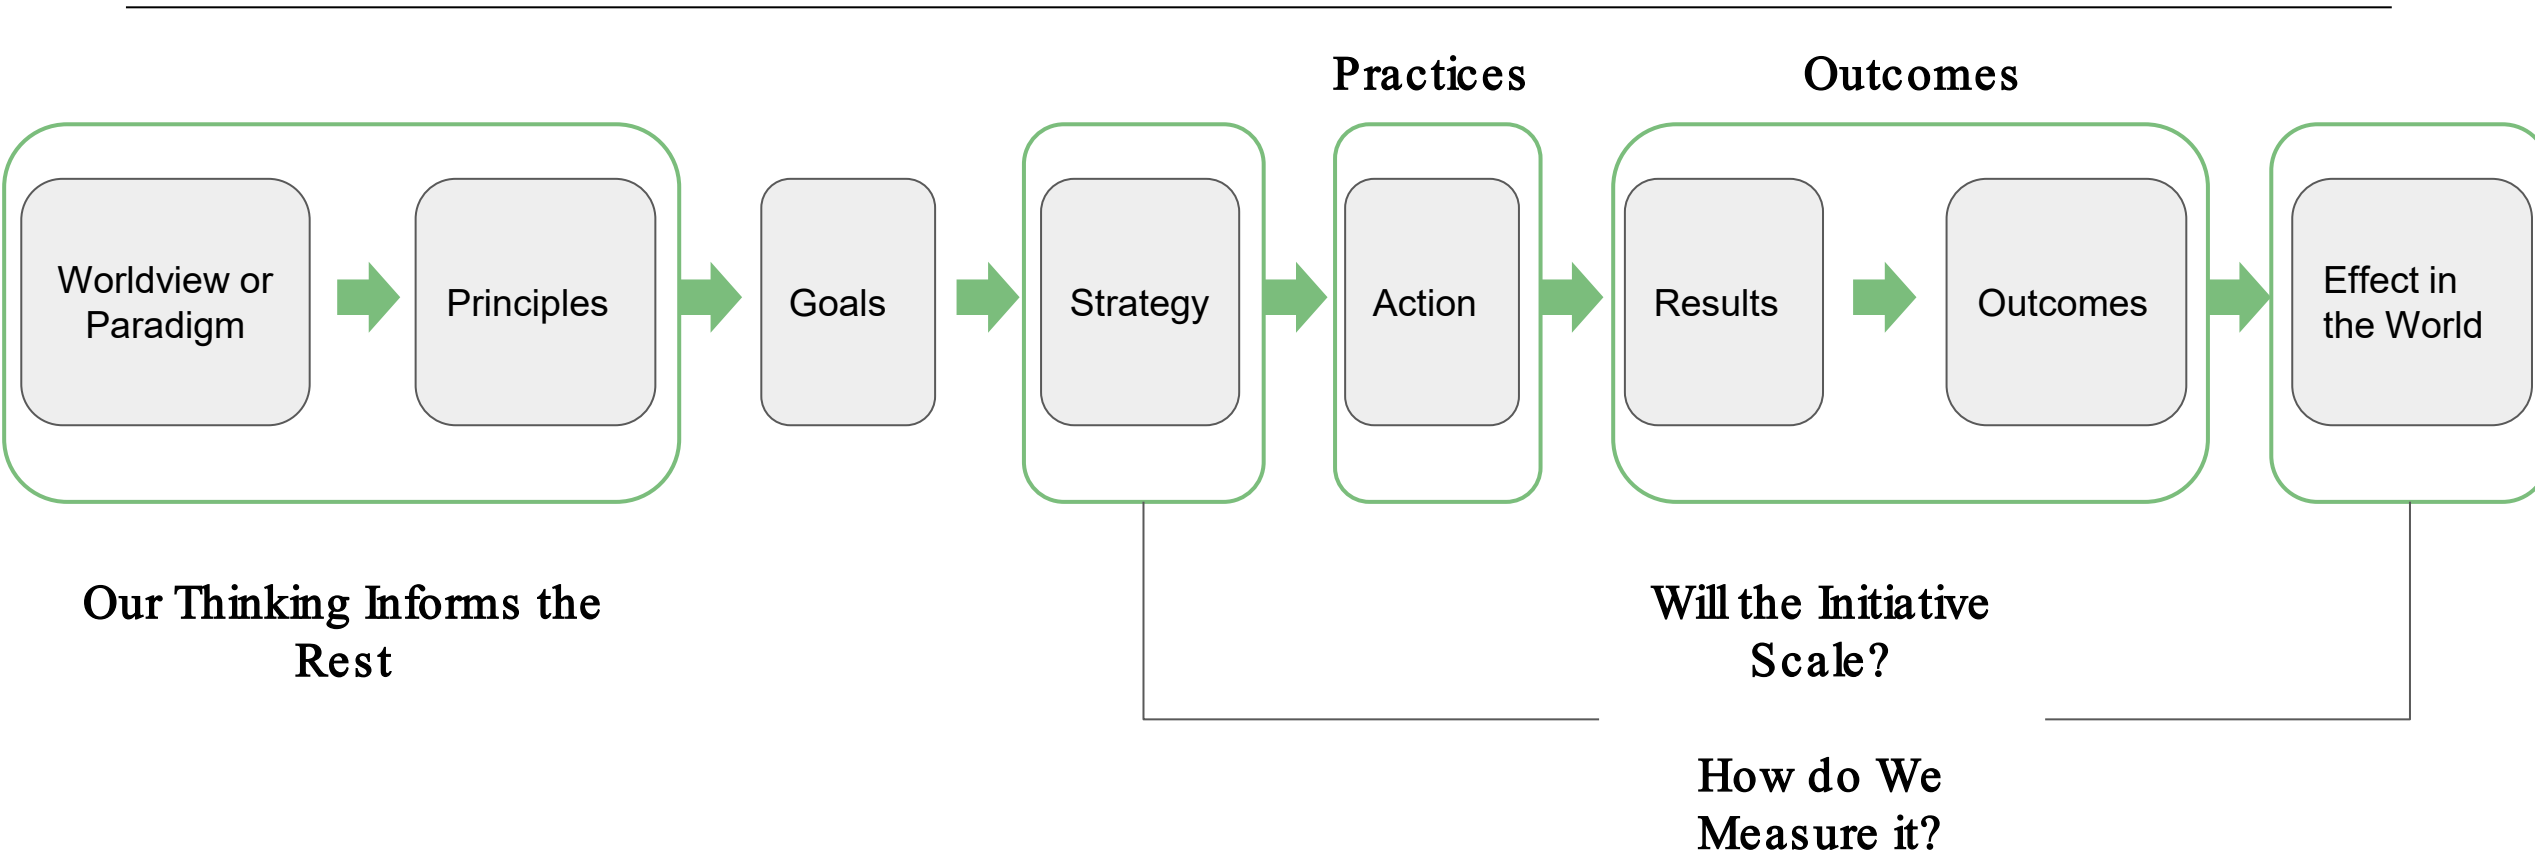 Practices
Outcomes
Worldview or
Paradigm
Principles
Goals
Strategy
Action
Results
Outcomes
Effect in
the World
Our Thinking Informs the
Rest
Will the Initiative
Scale?
How do We
Measure it?